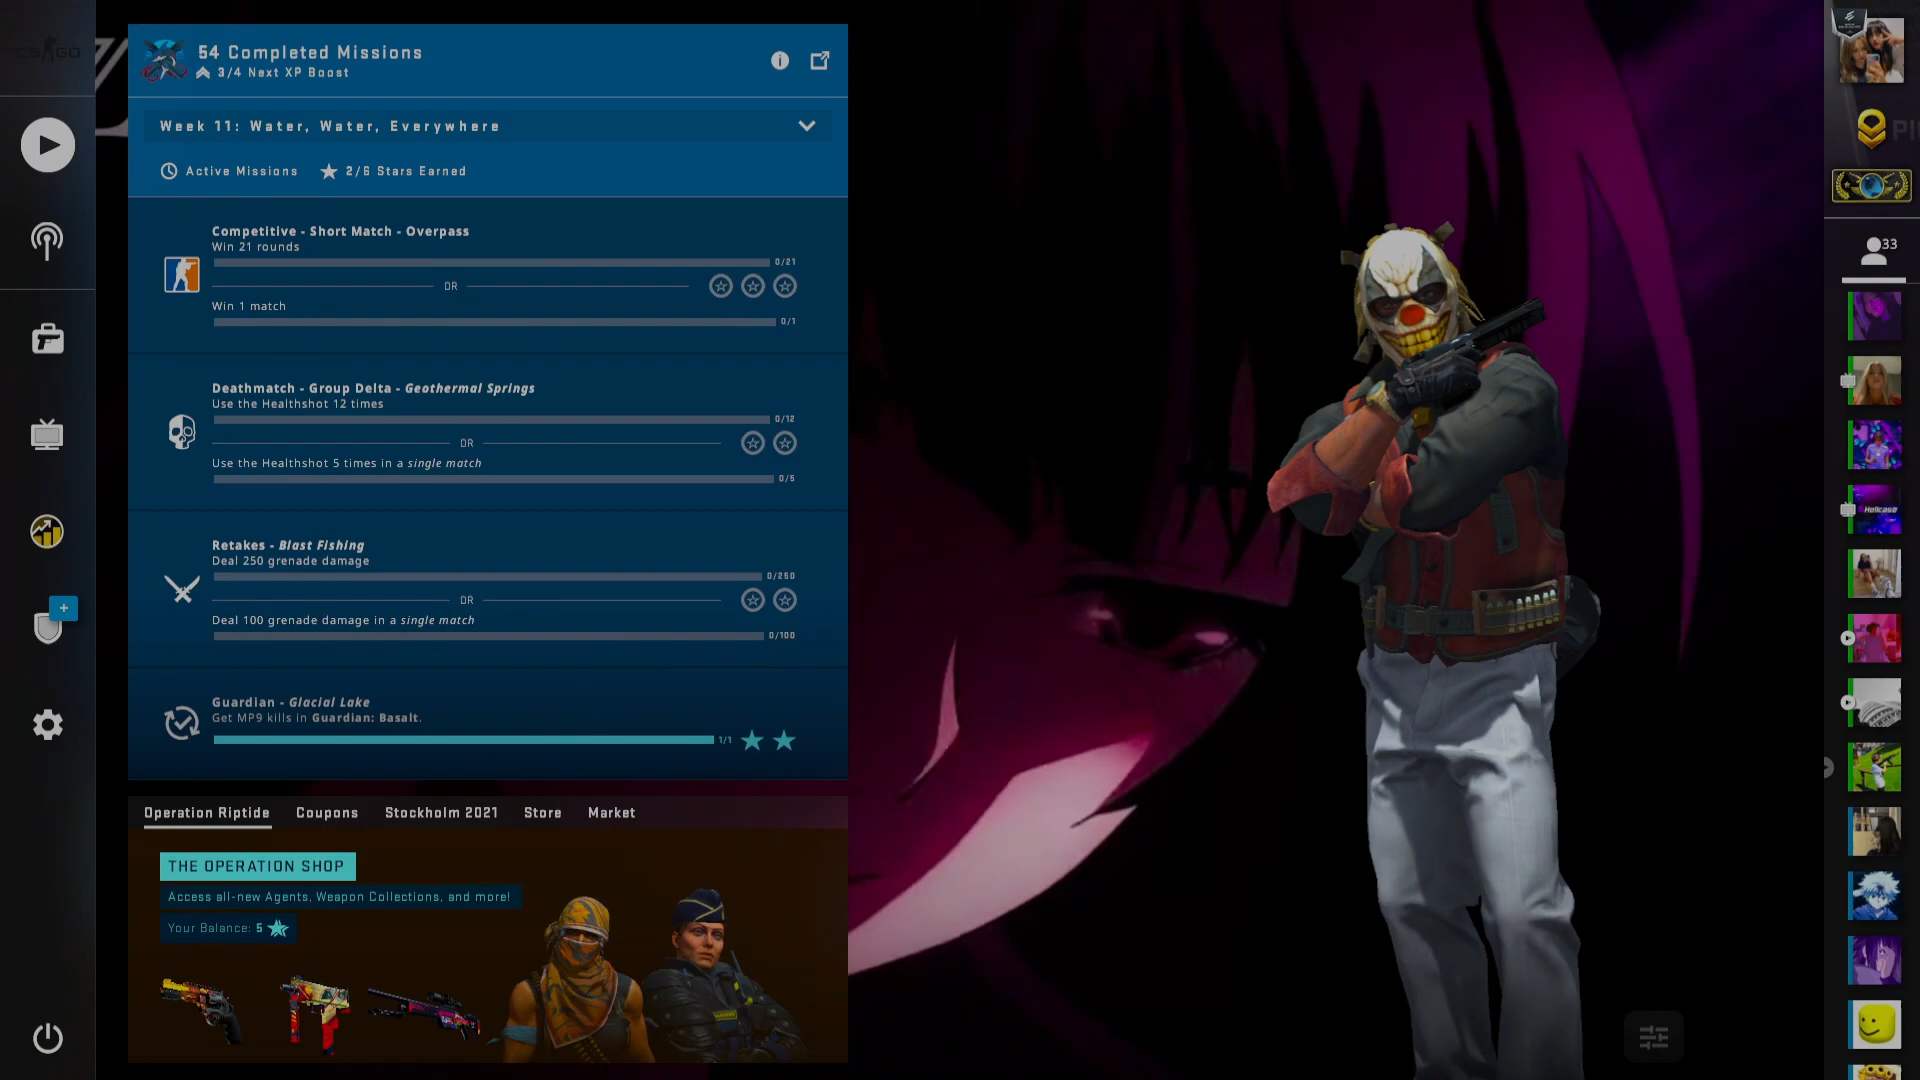 CS GO
54 Completed Missions
3/4 Next XP Boost
Week 11: Water, Water, Everywhere
Active Missions
2/6 Stars Earned
Competitive - Short Match - Overpass
Win 21 rounds
0/21
OR
Win 1 match
0/1
Deathmatch - Group Delta - Geothermal Springs
Use the Healthshot 12 times
0/12
OR
Use the Healthshot 5 times in a single match
0/5
Retakes - Blast Fishing
Deal 250 grenade damage
0/250
OR
Deal 100 grenade damage in a single match
0/100
Guardian - Glacial Lake
Get MP9 kills in Guardian: Basalt.
1/1
Operation Riptide Coupons Stockholm 2021 Store Market
THE OPERATION SHOP
Access all-new Agents, Weapon Collections, and more!
Your Balance: 5
PI
33
Hellcase